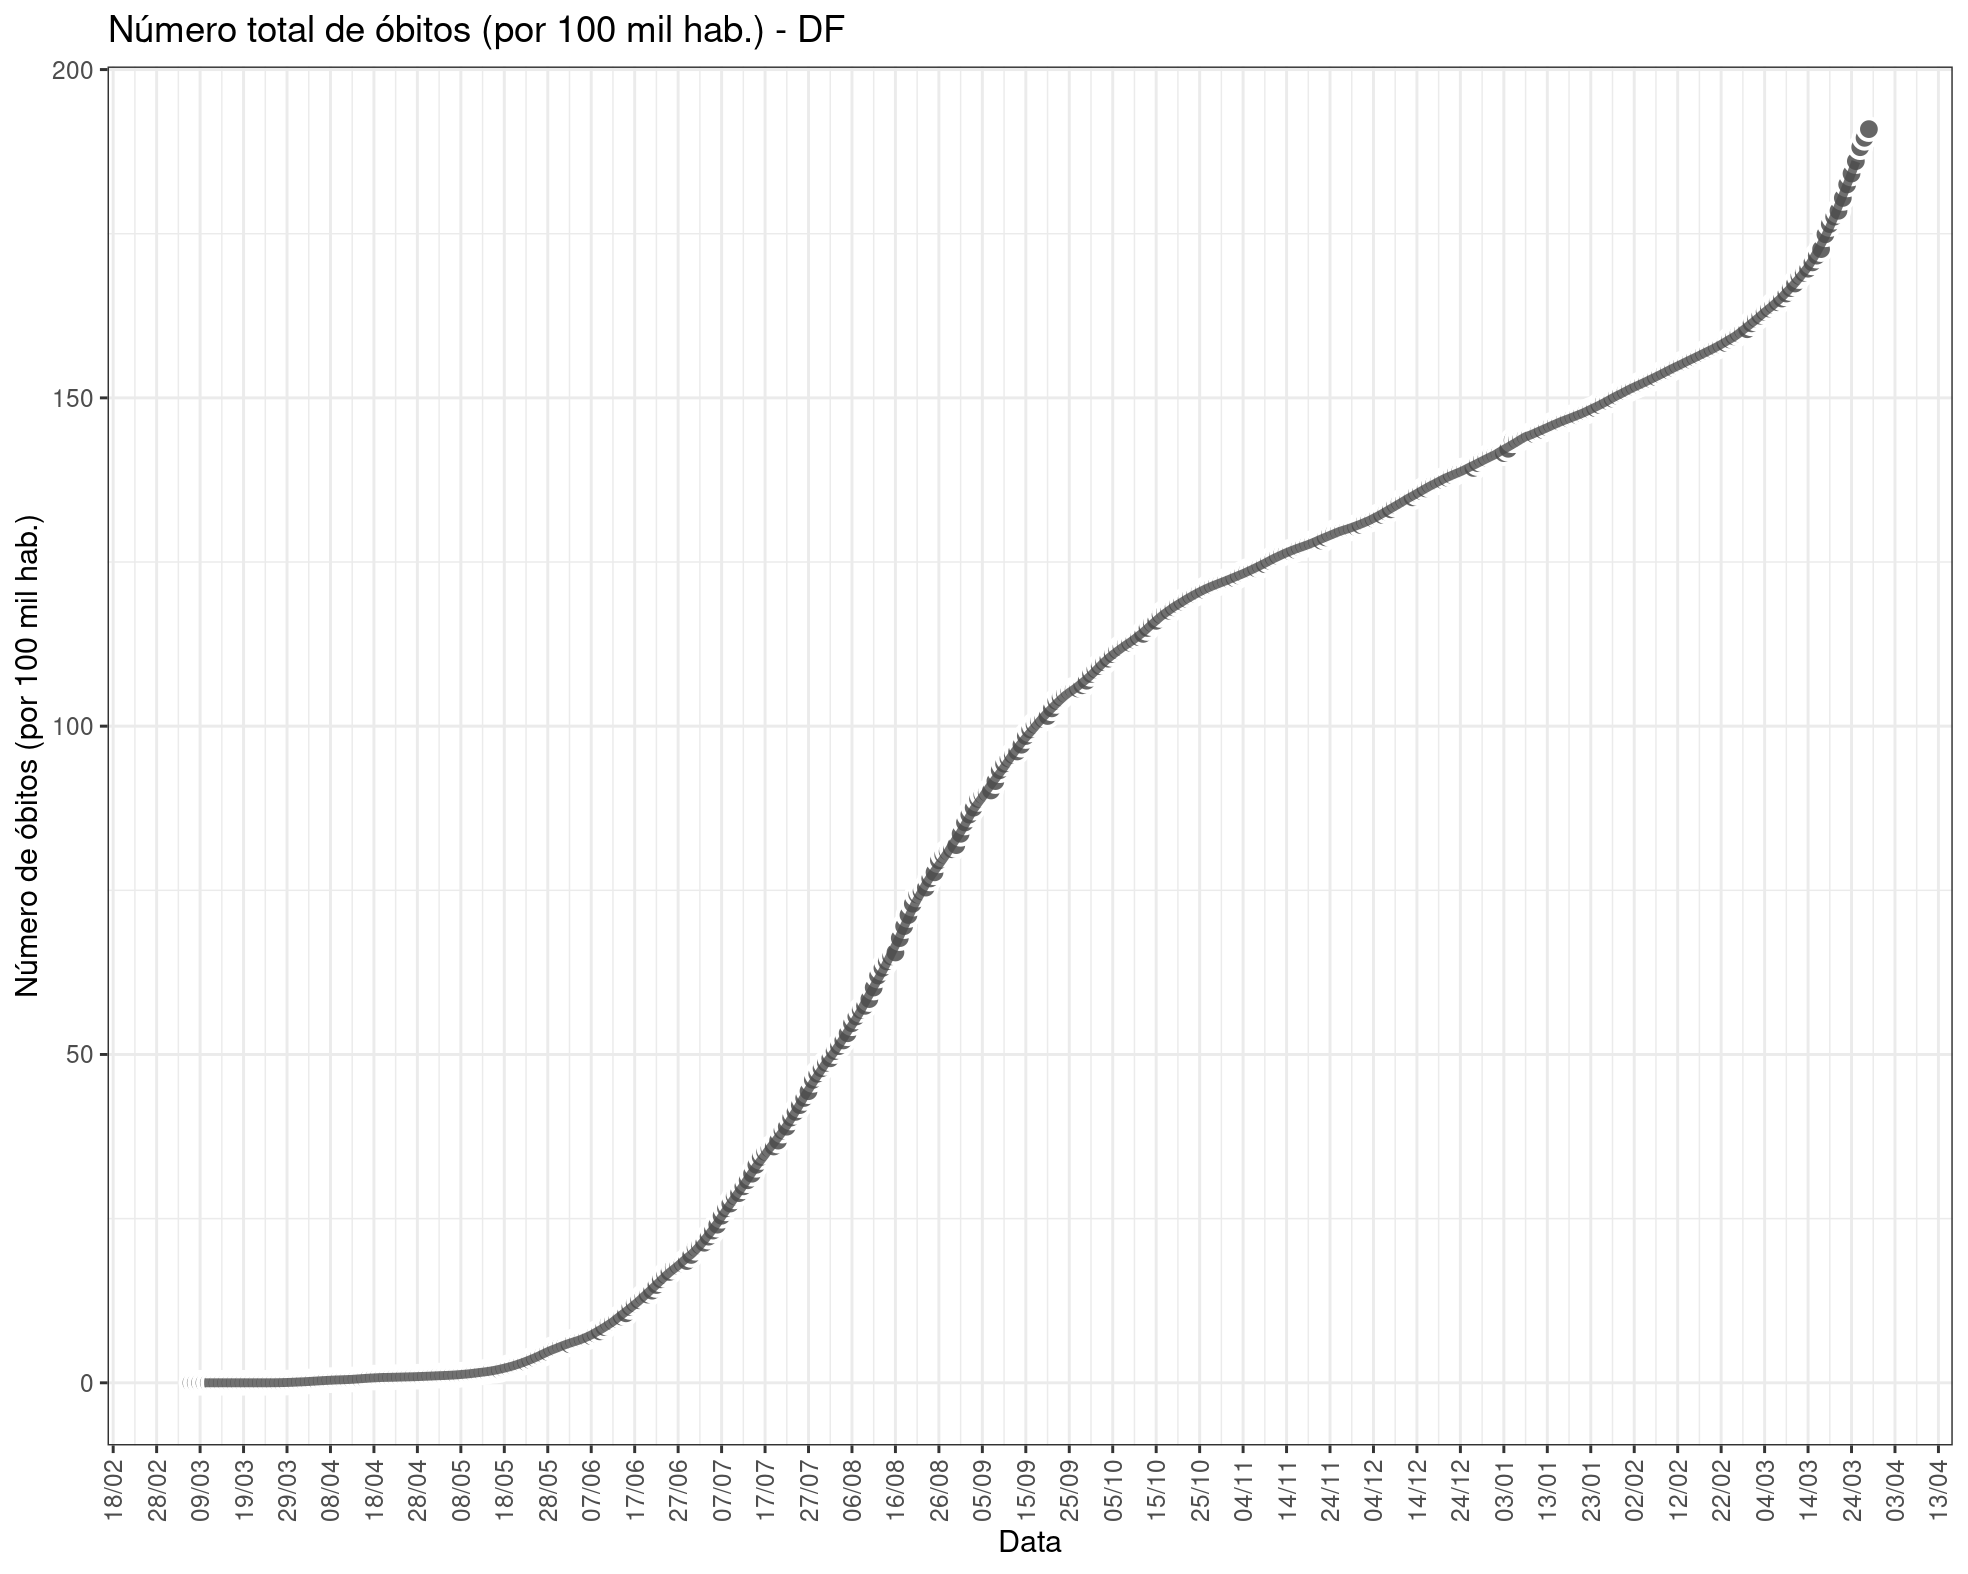 Número total de óbitos (por 100 mil hab.) - DF
Número de óbitos (por 100 mil hab.)
200
150
100
50
0
18/02 28/02 09/03 19/03 29/03 08/04 18/04 28/04 08/05 18/05 28/05 07/06 17/06 27/06 07/07 17/07 27/07 06/08 16/08 26/08 05/09 15/09 25/09 05/10 15/10 25/10 04/11 14/11 24/11 04/12 14/12 24/12 03/01 13/01 23/01 02/02 12/02 22/02 04/03 14/03 24/03 03/04 13/04
Data